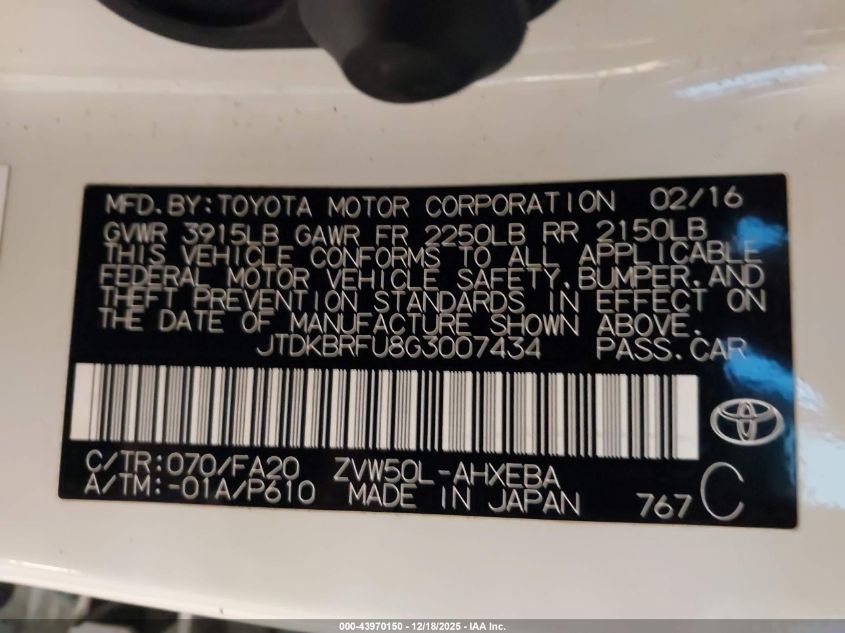 MFD.BY:TOYOTA MOTOR CORPORATION 02/16
GVWR 3915LB GAWR FR 2250LB RR 2150LB
THIS VEHICLE CONFORMS TO ALL APPLICABLE
FEDERAL MOTOR VEHICLE SAFETY,BUMPER,AND
THEFT PREVENTION STANDARDS IN EFFECT ON
THE DATE OF MANUFACTURE SHOWN ABOVE.
JTDKBRFU8G3007434 PASS.CAR
C/TR:070/FA20 ZVW50L-AHXEBA
A/TM:-01A/P610 MADE IN JAPAN 767 C
000-43970150 - 12/18/2025 - IAA Inc.